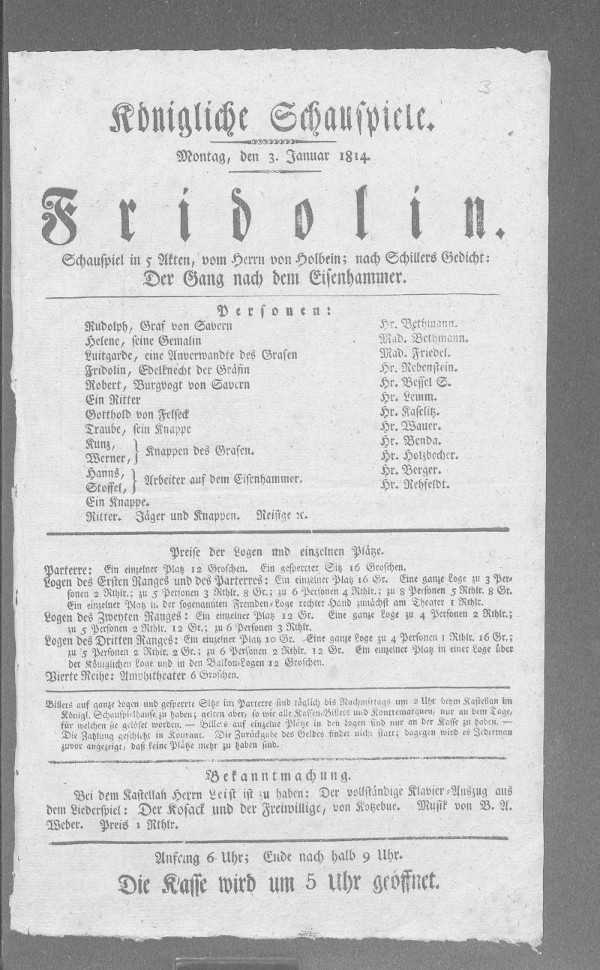 3
Königliche Schauspiele.
Montag, den 3. Januar 1814.
Fridolin.
Schauspiel in 5 Akten, vom Herrn von Holbein; nach Schillers Gedicht:
Der Gang nach dem Eisenhammer.
Personen:
Rudolph, Graf von Savern Hr. Bethmann.
Helene, seine Gemalin Mad. Bethmann.
Luitgarde, eine Anverwandte des Grafen Mad. Friedel.
Fridolin, Edelknecht der Gräfin Hr. Rebenstein.
Robert, Burgvogt von Savern Hr. Bessel S.
Ein Ritter Hr. Lemm.
Gotthold von Felseck Hr. Kaselitz.
Traube, sein Knappe Hr. Wauer.
Kunz, } Knappen des Grafen. Hr. Benda.
Werner, Hr. Holzbecher.
Hanns, } Arbeiter auf dem Eisenhammer. Hr. Berger.
Stoffel, Hr. Rehfeldt.
Ein Knappe.
Ritter. Jäger und Knappen. Reisige ꝛc.
Preise der Logen und einzelnen Plätze.
Parterre: Ein einzelner Platz 12 Groschen. Ein gesperrter Sitz 16 Groschen.
Logen des Ersten Ranges und des Parterres: Ein einzelner Platz 16 Gr. Eine ganze Loge zu 3 Per-
sonen 2 Rthlr.; zu 5 Personen 3 Rthlr. 8 Gr.; zu 6 Personen 4 Rthlr.; zu 8 Personen 5 Rthlr. 8 Gr.
Ein einzelner Platz in der sogenannten Fremden-Loge rechter Hand zunächst am Theater 1 Rthlr.
Logen des Zweyten Ranges: Ein einzelner Platz 12 Gr. Eine ganze Loge zu 4 Personen 2 Rthlr.;
zu 5 Personen 2 Rthlr. 12 Gr.; zu 6 Personen 3 Rthlr.
Logen des Dritten Ranges: Ein einzelner Platz 10 Gr. Eine ganze Loge zu 4 Personen 1 Rthlr. 16 Gr.;
zu 5 Personen 2 Rthlr. 2 Gr.; zu 6 Personen 2 Rthlr. 12 Gr. Ein einzelner Platz in einer Loge über
der Königlichen Loge und in den Balkon-Logen 12 Groschen.
Vierte Reihe: Amphitheater 6 Groschen.
Billets auf ganze Logen und gesperrte Sitze im Parterre sind täglich bis Nachmittags um 2 Uhr beym Kastellan im
Königl. Schauspielhause zu haben; gelten aber, so wie alle Kassen-Billets und Kontremarquen, nur an dem Tage,
für welchen sie gelöset worden. — Billets auf einzelne Plätze in den Logen sind nur an der Kasse zu haben. —
Die Zahlung geschieht in Kourant. Die Zurückgabe des Geldes findet nicht statt; dagegen wird es Jederman
zuvor angezeigt, daß keine Plätze mehr zu haben sind.
Bekanntmachung.
Bei dem Kastellan Herrn Leist ist zu haben: Der vollständige Klavier-Auszug aus
dem Liederspiel: Der Kosack und der Freiwillige, von Kotzebue. Musik von B. A.
Weber. Preis 1 Rthlr.
Anfang 6 Uhr; Ende nach halb 9 Uhr.
Die Kasse wird um 5 Uhr geöffnet.